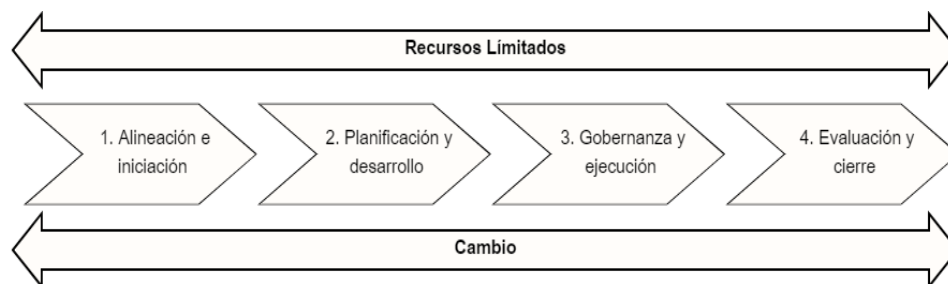 Recursos Límitados
1. Alineación e
iniciación
2. Planificación y
desarrollo
3. Gobernanza y
ejecución
4. Evaluación y
cierre
Cambio